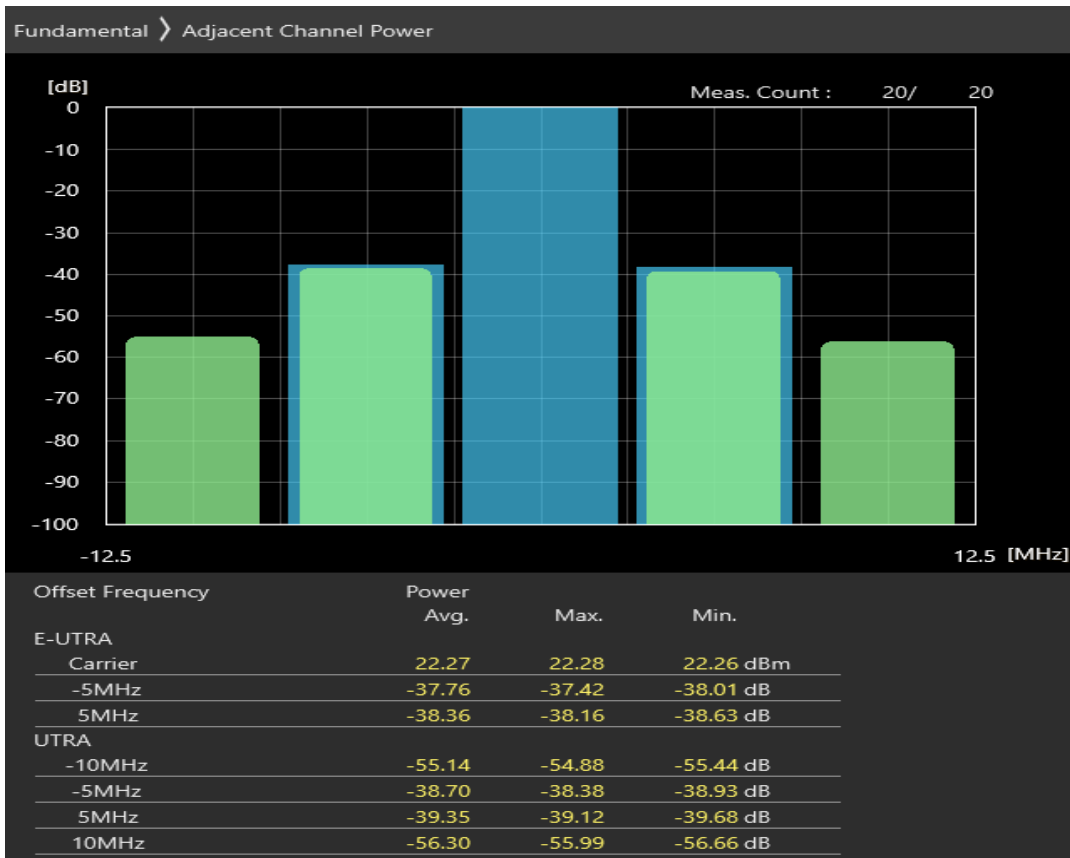 Fundamental 〉 Adjacent Channel Power
[dB]
Meas. Count : 20/ 20
0
-10
-20
-30
-40
-50
-60
-70
-80
-90
-100
-12.5 12.5 [MHz]
Offset Frequency Power
Avg. Max. Min.
E-UTRA
Carrier 22.27 22.28 22.26 dBm
-5MHz -37.76 -37.42 -38.01 dB
5MHz -38.36 -38.16 -38.63 dB
UTRA
-10MHz -55.14 -54.88 -55.44 dB
-5MHz -38.70 -38.38 -38.93 dB
5MHz -39.35 -39.12 -39.68 dB
10MHz -56.30 -55.99 -56.66 dB